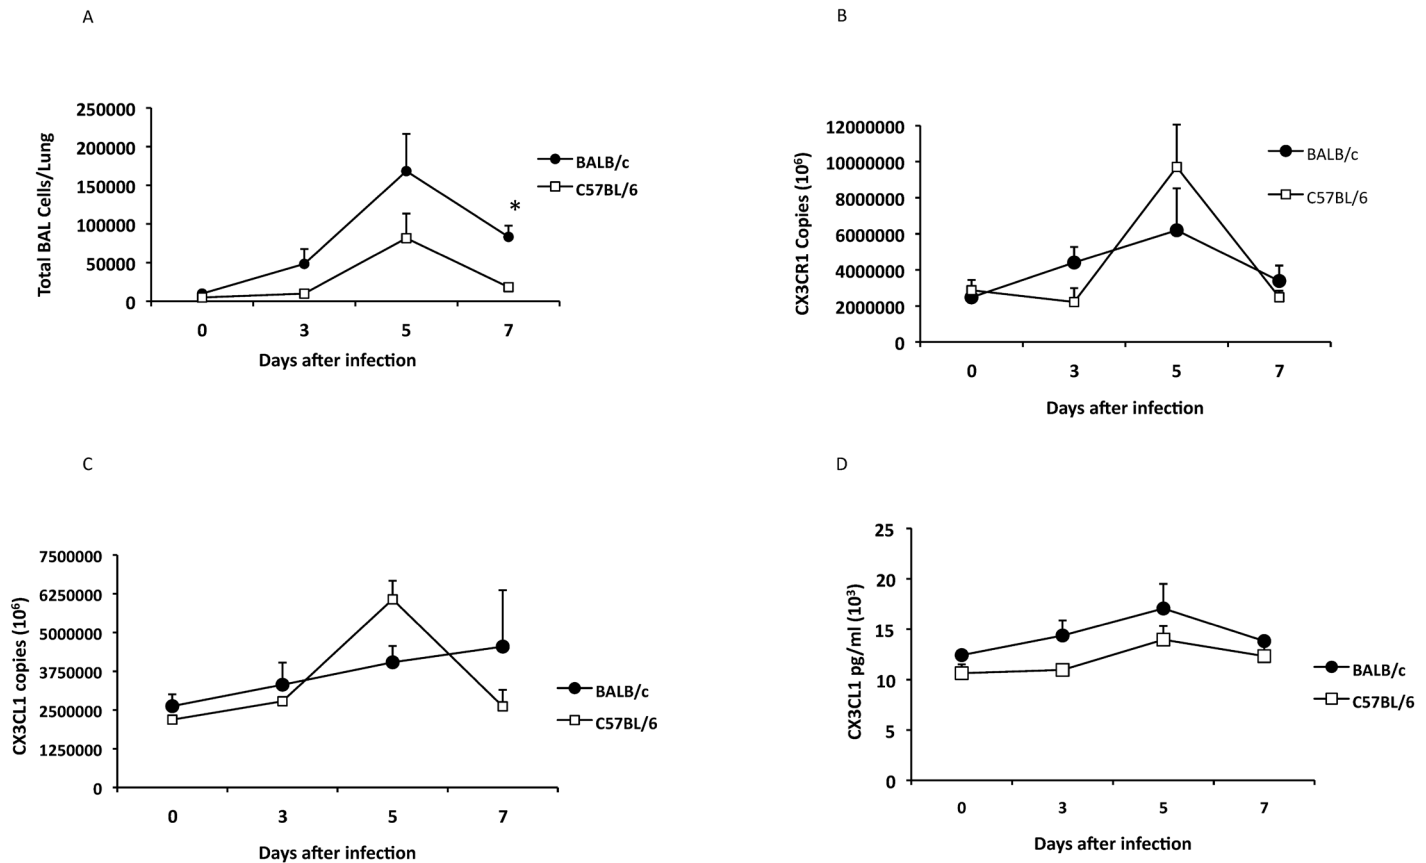 A
Total BAL Cells/Lung
250000
200000
150000
100000
50000
0
0 3 5 7
Days after infection
BALB/c
C57BL/6
*
B
CX3CR1 Copies (10⁶)
12000000
10000000
8000000
6000000
4000000
2000000
0
0 3 5 7
Days after infection
BALB/c
C57BL/6
C
CX3CL1 copies (10⁶)
7500000
6250000
5000000
3750000
2500000
1250000
0
0 3 5 7
Days after infection
BALB/c
C57BL/6
D
CX3CL1 pg/ml (10³)
25
20
15
10
5
0
0 3 5 7
Days after infection
BALB/c
C57BL/6